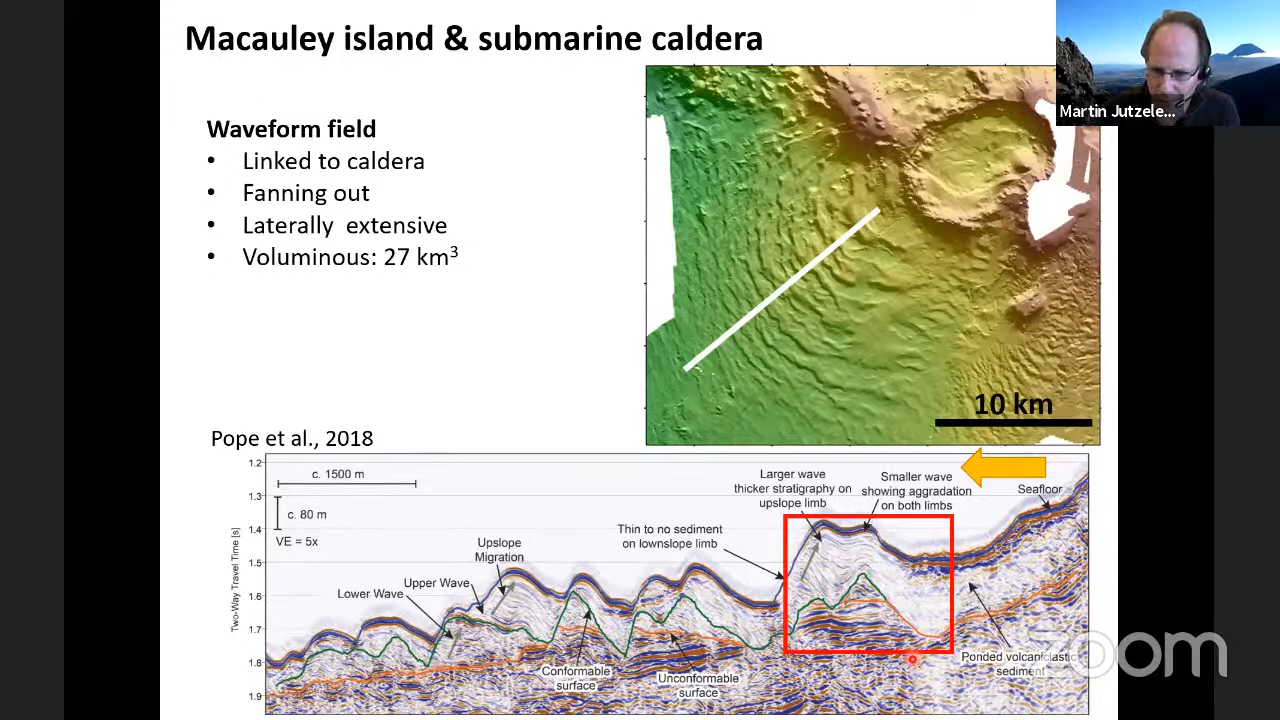 Macauley island & submarine caldera
Martin Jutzele...
Waveform field
• Linked to caldera
• Fanning out
• Laterally extensive
• Voluminous: 27 km³
10 km
Pope et al., 2018
1.2
1.3
1.4
1.5
1.6
1.7
1.8
1.9
Two-Way Travel Time [s]
c. 1500 m
c. 80 m
VE = 5x
Lower Wave
Upper Wave
Upslope
Migration
Conformable
surface
Thin to no sediment
on lownslope limb
Unconformable
surface
Larger wave
thicker stratigraphy on
upslope limb
Smaller wave
showing aggradation
on both limbs
Seafloor
Ponded volcaniclastic
sediment
zoom